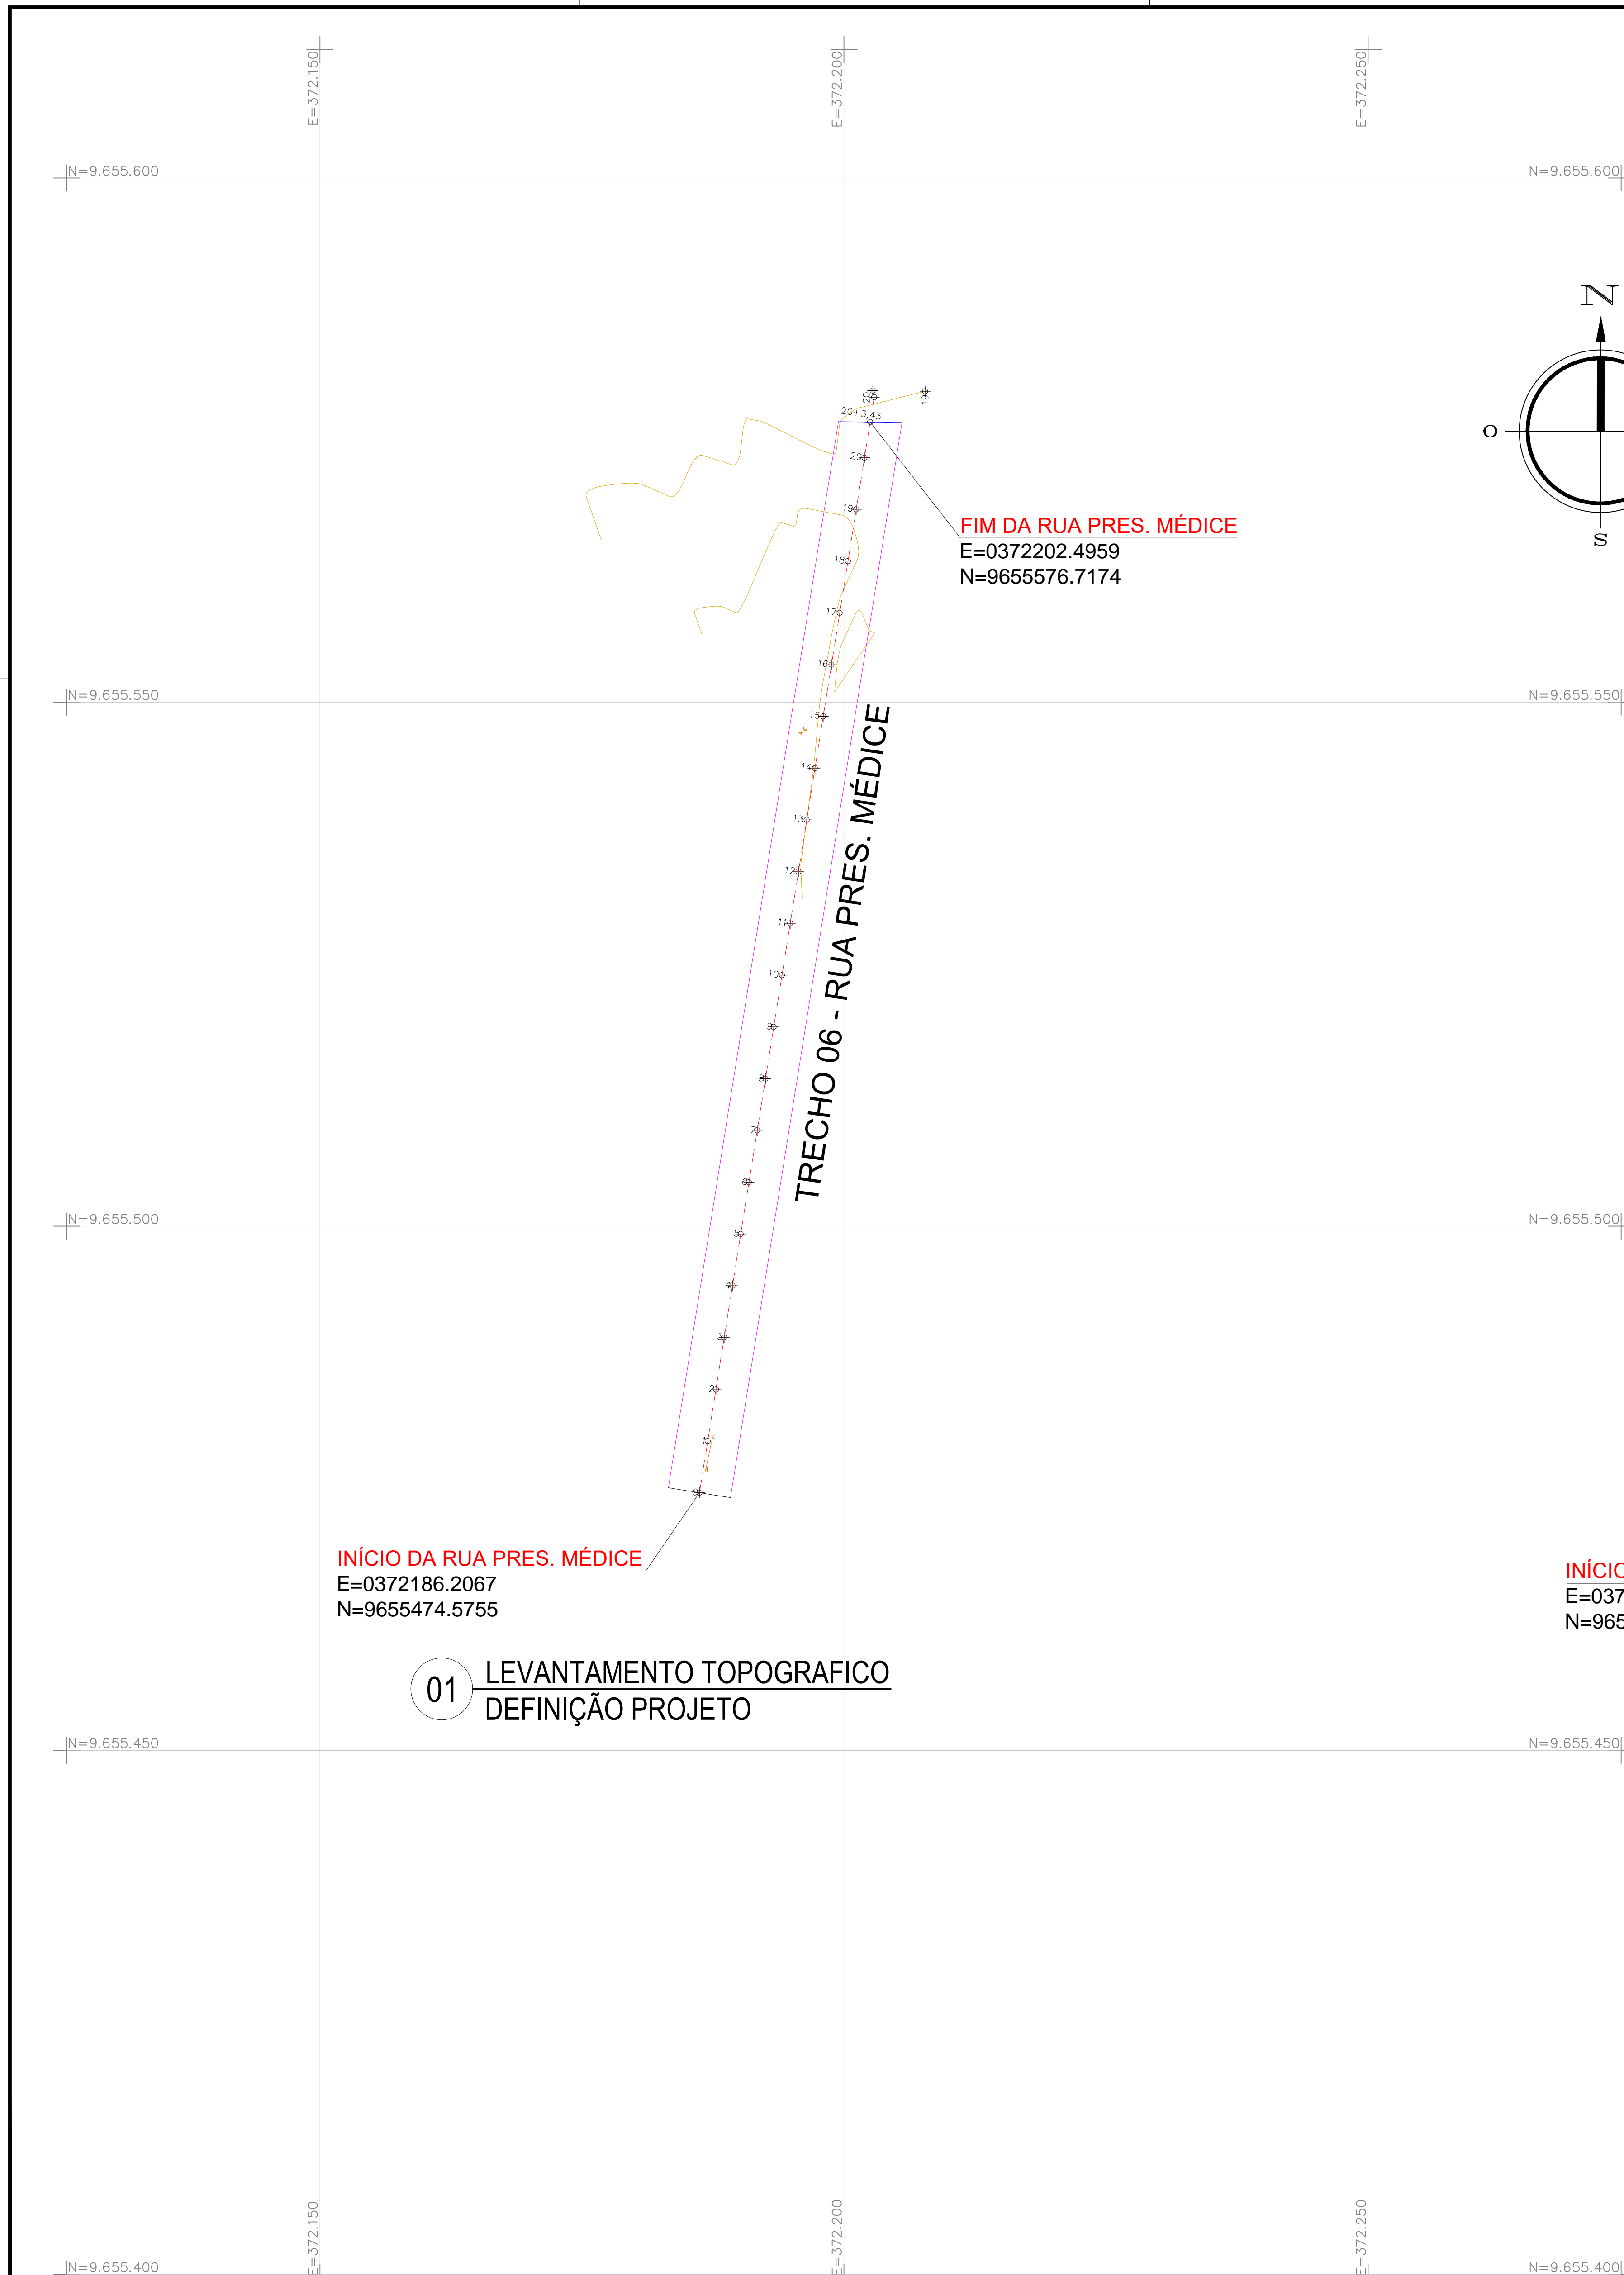 E=372.150
E=372.200
E=372.250
N=9.655.600
N=9.655.600
N
O
S
20
19
20+3,43
20
19
18
17
16
15
14
13
12
11
10
9
8
7
6
5
4
3
2
1
0
FIM DA RUA PRES. MÉDICE
E=0372202.4959
N=9655576.7174
N=9.655.550
N=9.655.550
TRECHO 06 - RUA PRES. MÉDICE
N=9.655.500
N=9.655.500
INÍCIO DA RUA PRES. MÉDICE
E=0372186.2067
N=9655474.5755
INÍCIO
E=037
N=965
01
LEVANTAMENTO TOPOGRAFICO
DEFINIÇÃO PROJETO
N=9.655.450
N=9.655.450
E=372.150
E=372.200
E=372.250
N=9.655.400
N=9.655.400